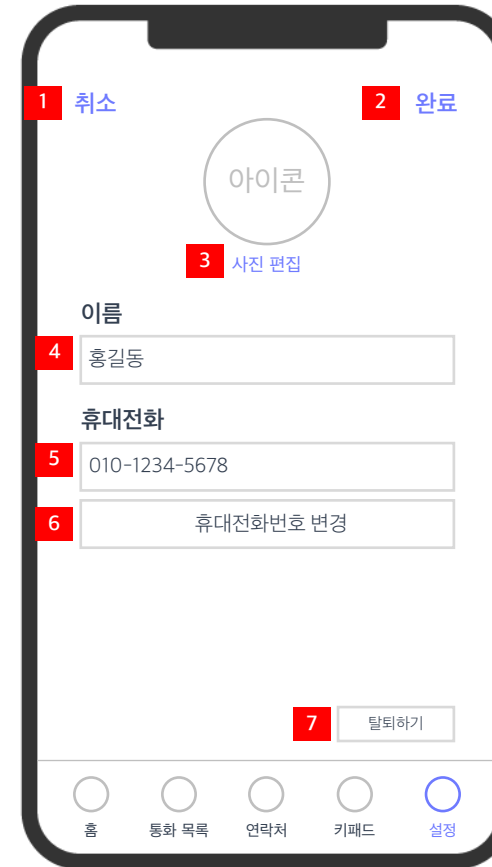 1 취소
2 완료
아이콘
3 사진 편집
이름
4 홍길동
휴대전화
5 010-1234-5678
6 휴대전화번호 변경
7 탈퇴하기
홈 통화 목록 연락처 키패드 설정